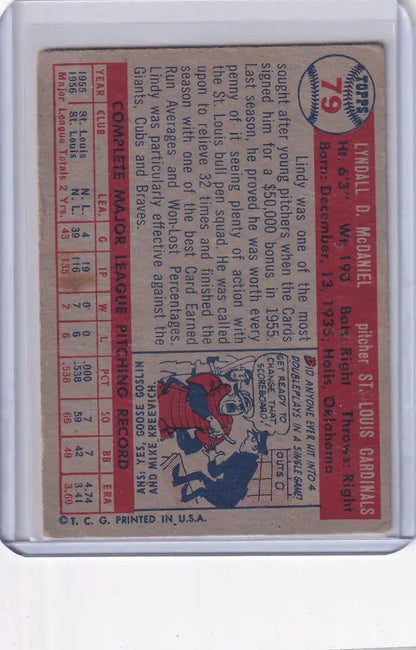 TOPPS
79
LYNDALL D. McDANIEL pitcher ST. LOUIS CARDINALS
Ht: 6'3" Wt: 190 Bats: Right Throws: Right
Born: December, 13, 1935, Holis, Oklahoma
Lindy was one of the most
sought after young pitchers when the Cards
signed him for a $50,000 bonus in 1955.
Last season, he proved he was worth every
penny of it seeing plenty of action with
the St. Louis bull pen squad. He was called
upon to relieve 32 times and finished the
season with one of the best Card Earned
Run Averages and Won-Lost Percentages.
Lindy was particularly effective against the
Giants, Cubs and Braves.
DID ANYONE EVER HIT INTO 4
DOUBLEPLAYS IN A SINGLE GAME?
GET READY TO
CHANGE THAT
SCOREBOARD
OUTS 0
ANS: YES. GOOSE GOSLIN
AND MIKE KREEVICH
COMPLETE MAJOR LEAGUE PITCHING RECORD
YEAR CLUB LEA. G IP W L PCT SO BB ERA
1955 St. Louis N. L. 4 19 0 0 .000 7 7 4.74
1956 St. Louis N. L. 39 116 7 6 .538 59 42 3.41
Major League Totals 2 Yrs. 43 135 7 6 .538 66 49 3.60
© T. C. G. PRINTED IN U.S.A.